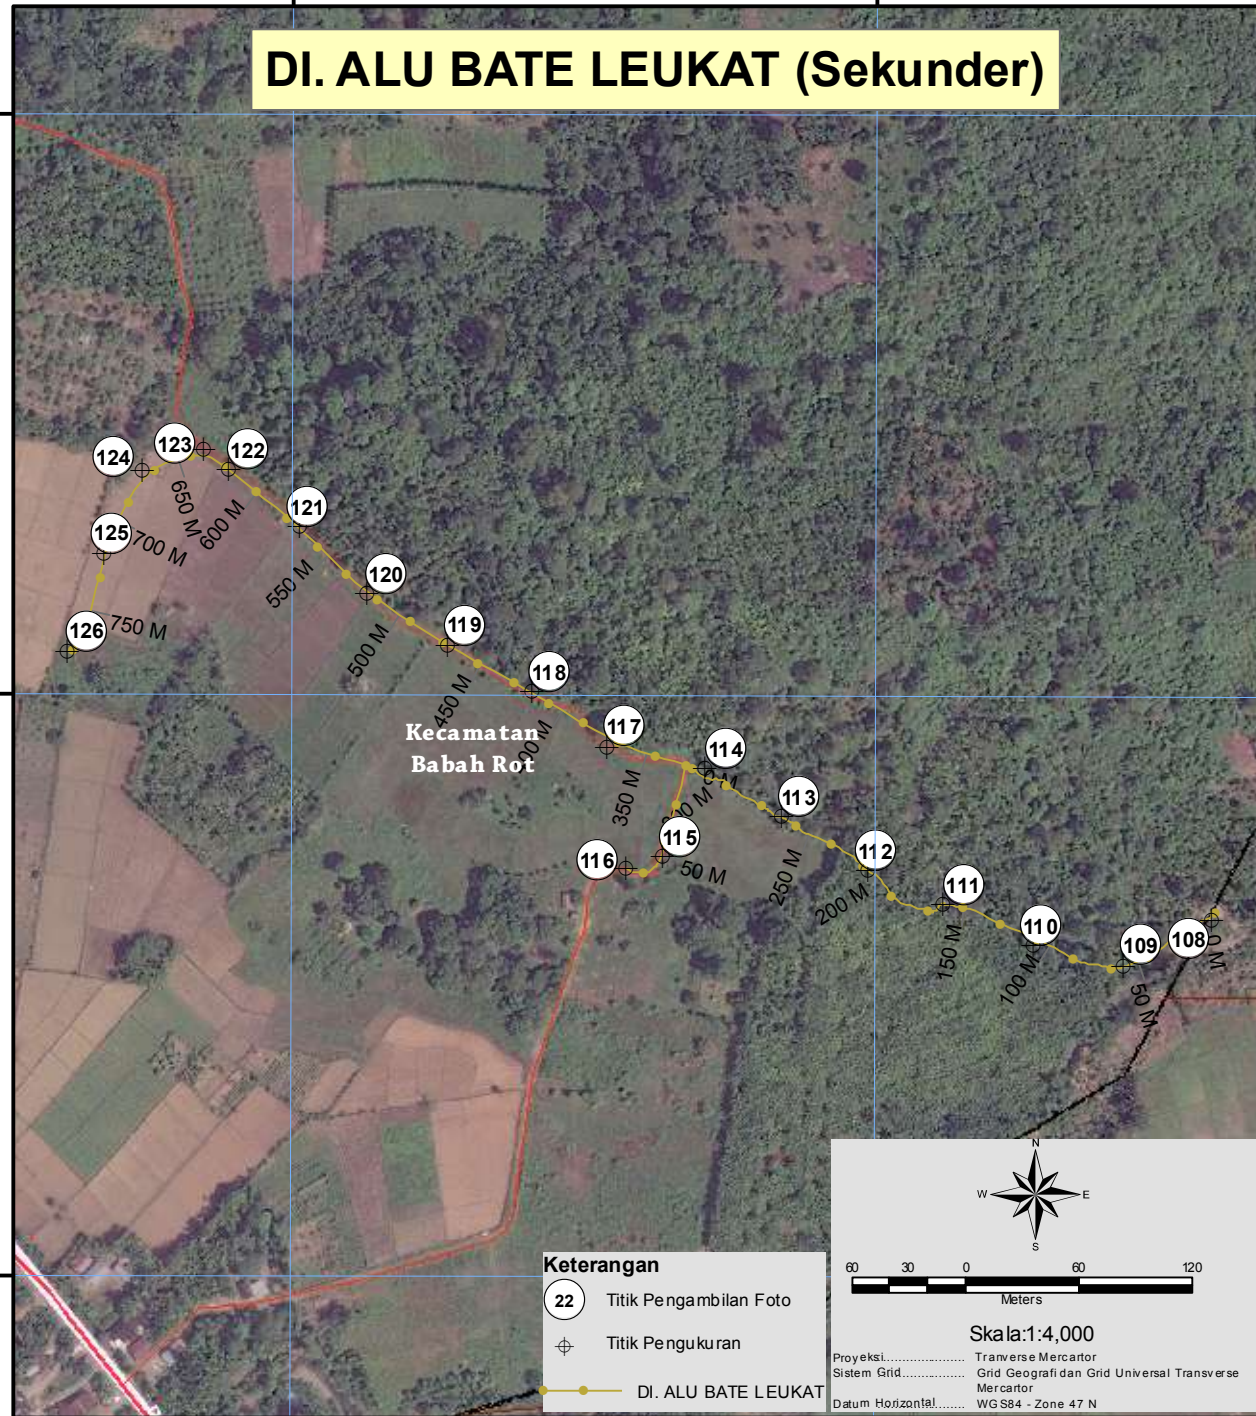 DI. ALU BATE LEUKAT (Sekunder)
123
122
124
650 M
600 M
121
125
700 M
550 M
120
126
750 M
119
500 M
118
450 M
Kecamatan
Babah Rot
117
114
350 M
0 M
113
115
116
50 M
250 M
112
200 M
111
110
109
108
0 M
150 M
100 M
50 M
N
W
E
S
60
30
0
60
120
Meters
Skala:1:4,000
Proyeksi.................... Tranverse Mercartor
Sistem Grid................ Grid Geografi dan Grid Universal Transverse
Mercartor
Datum Horizontal........ WGS84 - Zone 47 N
Keterangan
22 Titik Pengambilan Foto
Titik Pengukuran
DI. ALU BATE LEUKAT